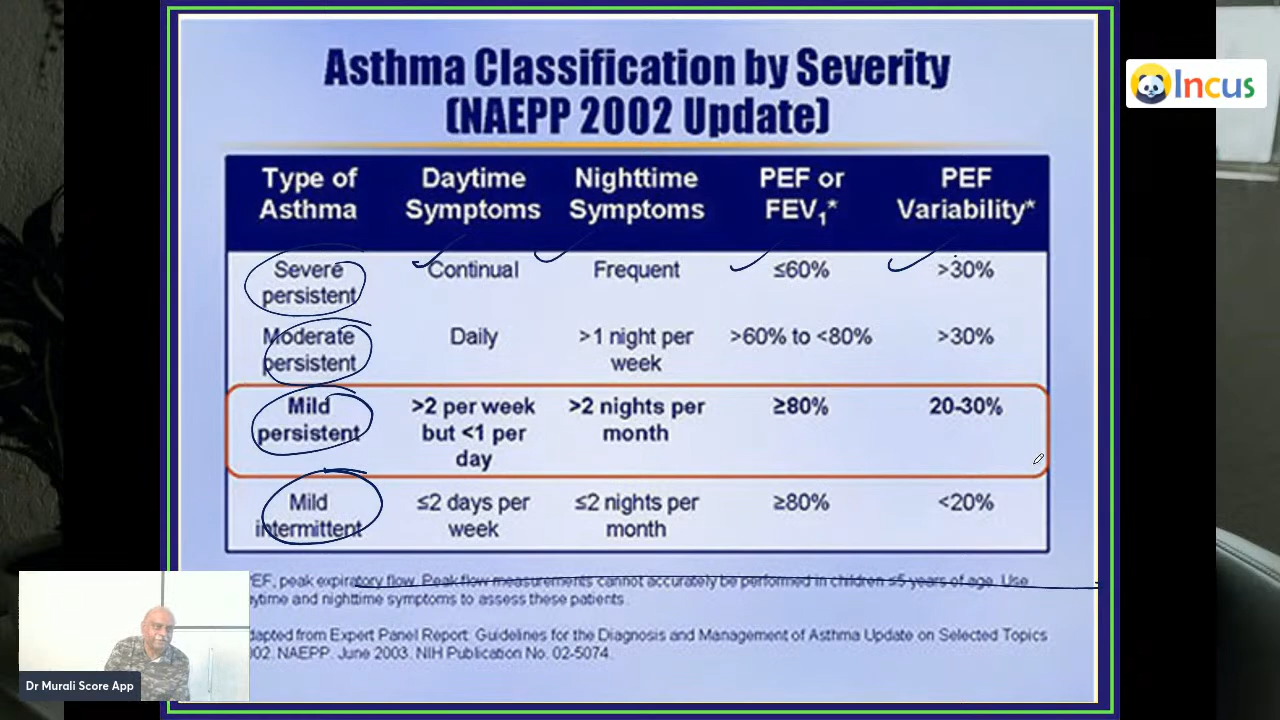 Asthma Classification by Severity
(NAEPP 2002 Update)
Incus
Type of Asthma
Daytime Symptoms
Nighttime Symptoms
PEF or FEV₁*
PEF Variability*
Severe persistent
Continual
Frequent
≤60%
>30%
Moderate persistent
Daily
>1 night per week
>60% to <80%
>30%
Mild persistent
>2 per week but <1 per day
>2 nights per month
≥80%
20-30%
Mild intermittent
≤2 days per week
≤2 nights per month
≥80%
<20%
EF, peak expiratory flow. Peak flow measurements cannot accurately be performed in children ≤5 years of age. Use
ytime and nighttime symptoms to assess these patients.
dapted from Expert Panel Report: Guidelines for the Diagnosis and Management of Asthma Update on Selected Topics
02. NAEPP. June 2003. NIH Publication No. 02-5074.
Dr Murali Score App